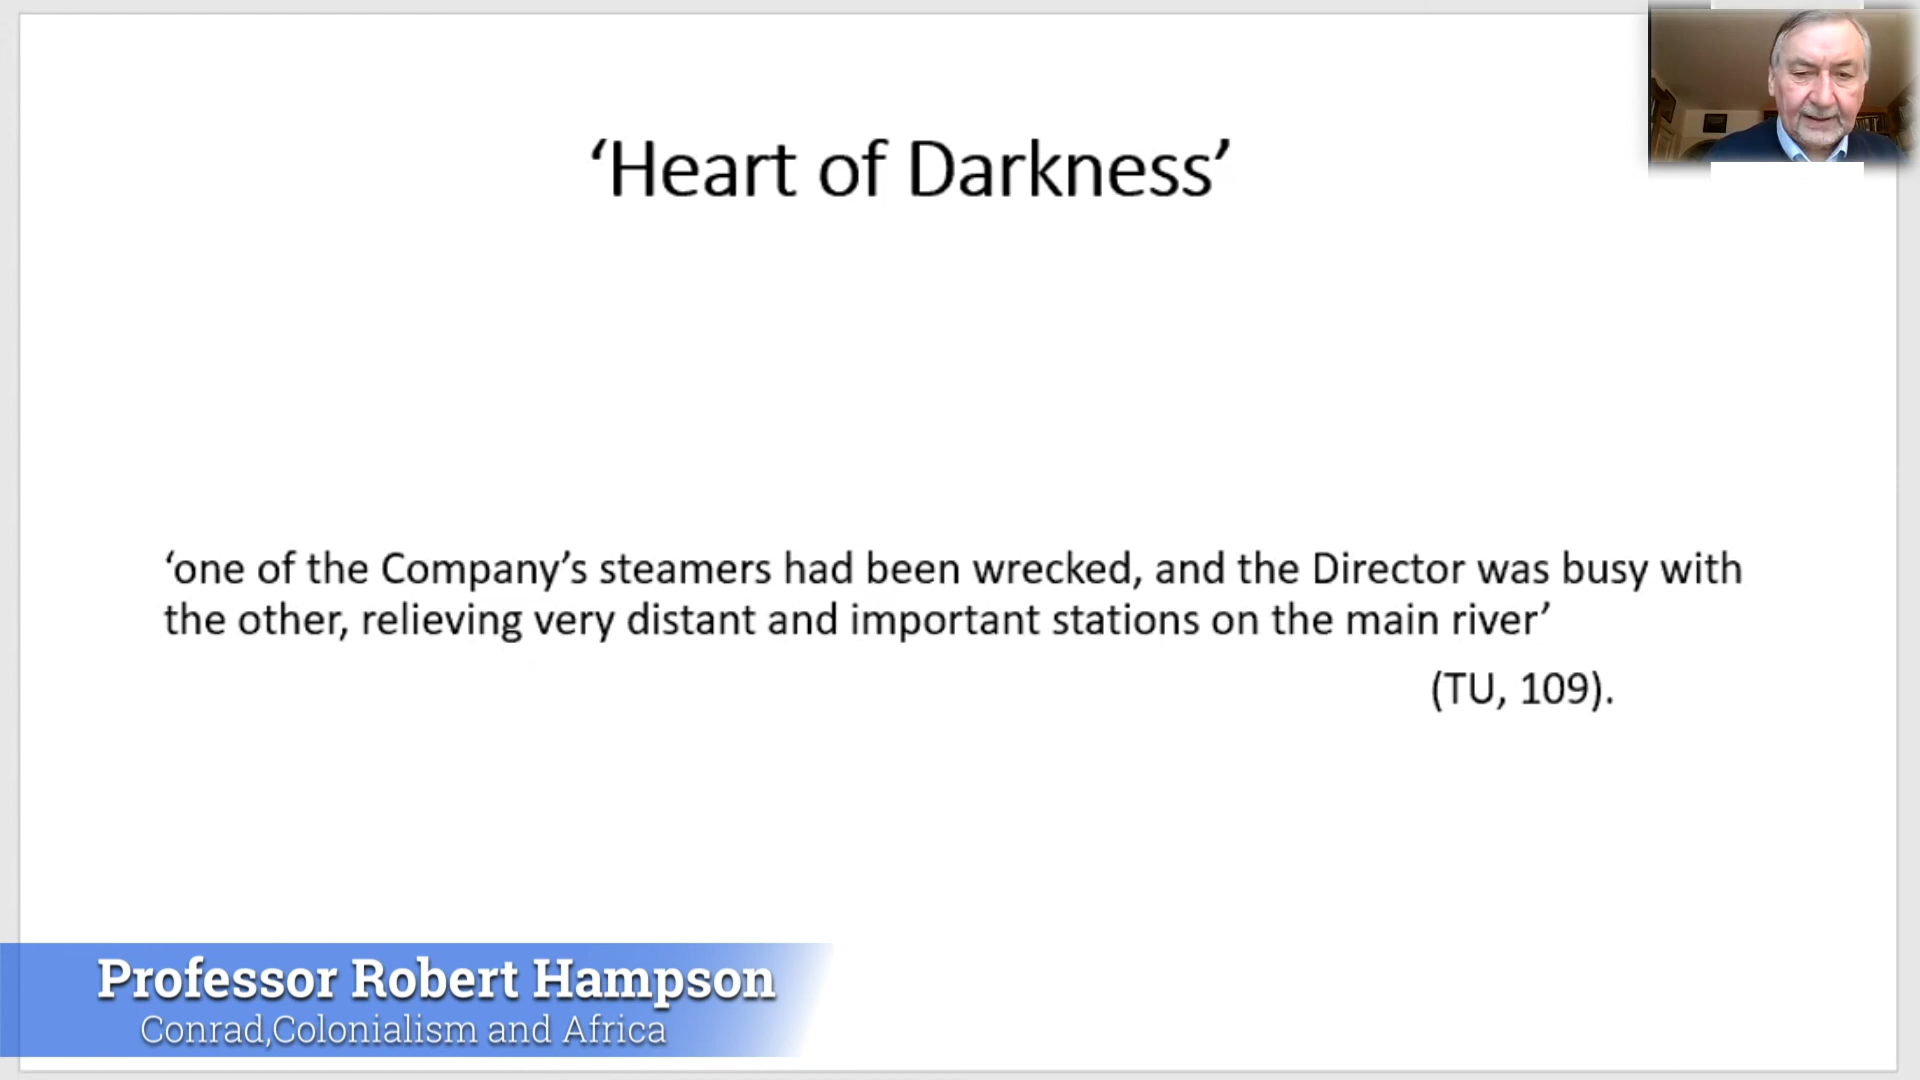 ‘Heart of Darkness’
‘one of the Company’s steamers had been wrecked, and the Director was busy with
the other, relieving very distant and important stations on the main river’
(TU, 109).
Professor Robert Hampson
Conrad,Colonialism and Africa